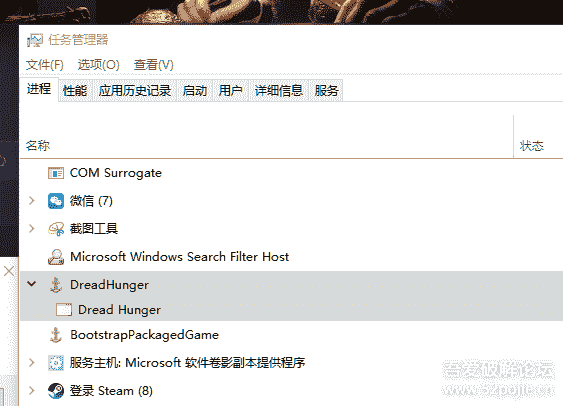 任务管理器
文件(F) 选项(O) 查看(V)
进程 性能 应用历史记录 启动 用户 详细信息 服务
名称 状态
COM Surrogate
微信 (7)
截图工具
Microsoft Windows Search Filter Host
DreadHunger
Dread Hunger
BootstrapPackagedGame
服务主机: Microsoft 软件卷影副本提供程序
登录 Steam (8)
吾爱破解论坛
www.52pojie.cn